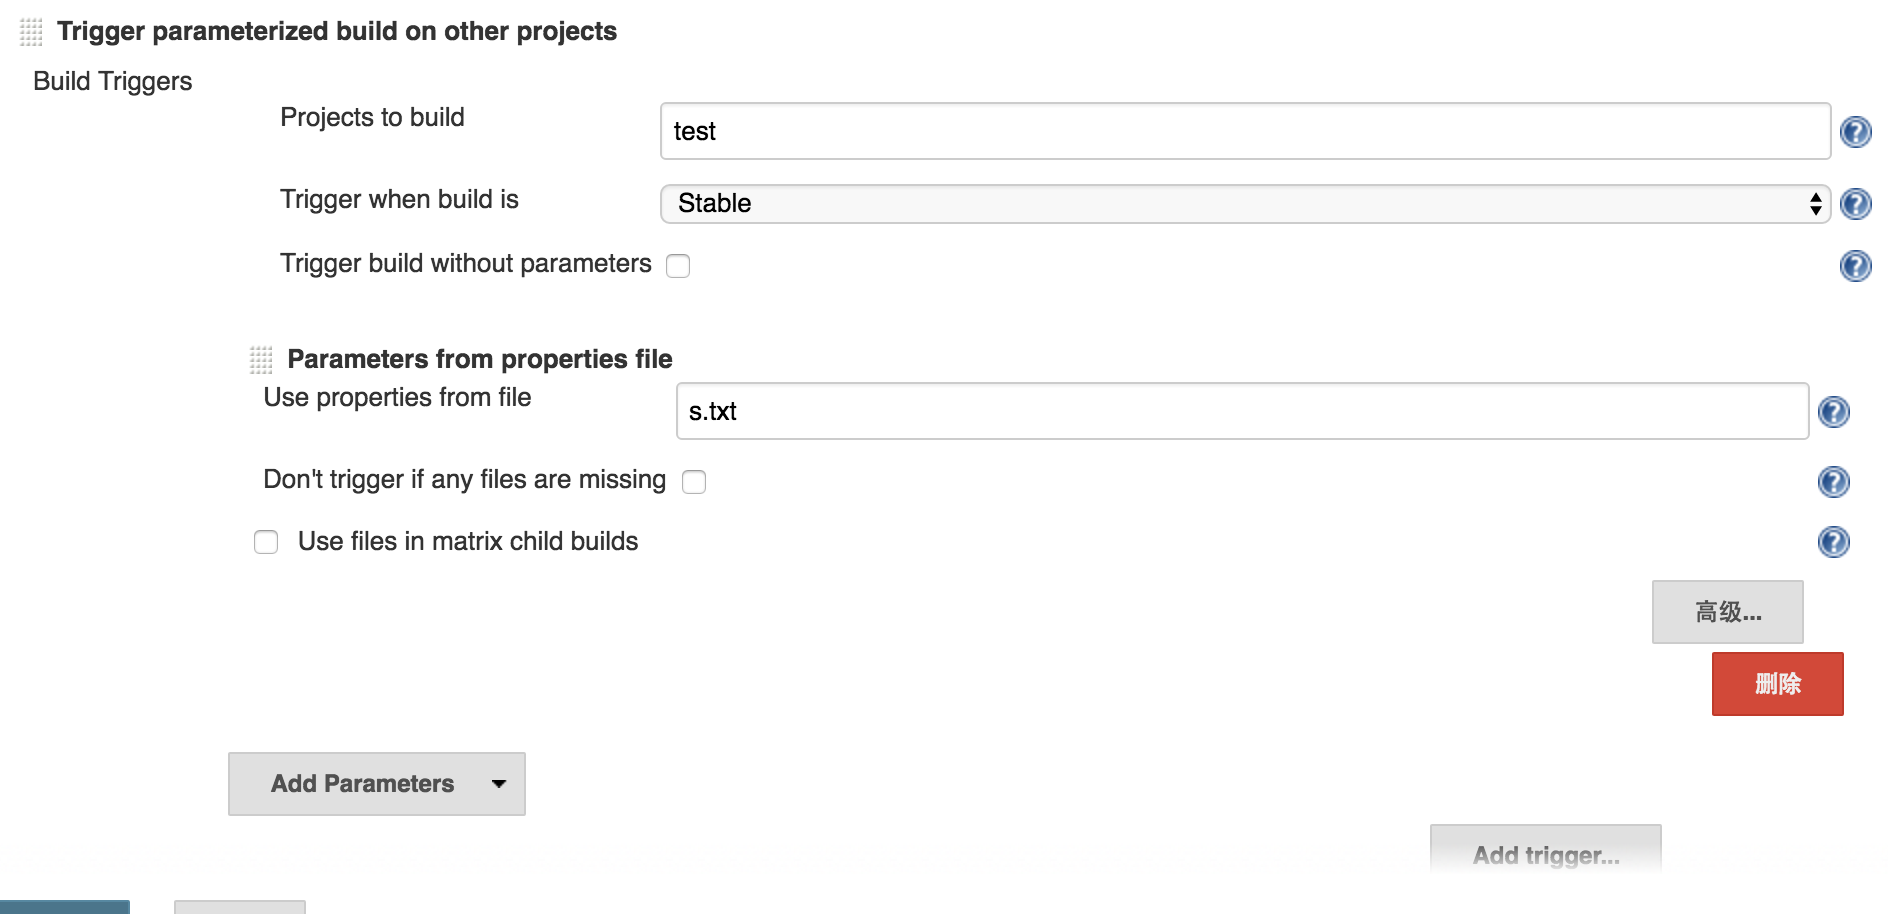 Trigger parameterized build on other projects
Build Triggers
Projects to build
test
Trigger when build is
Stable
Trigger build without parameters
Parameters from properties file
Use properties from file
s.txt
Don't trigger if any files are missing
Use files in matrix child builds
高级...
删除
Add Parameters
Add trigger...